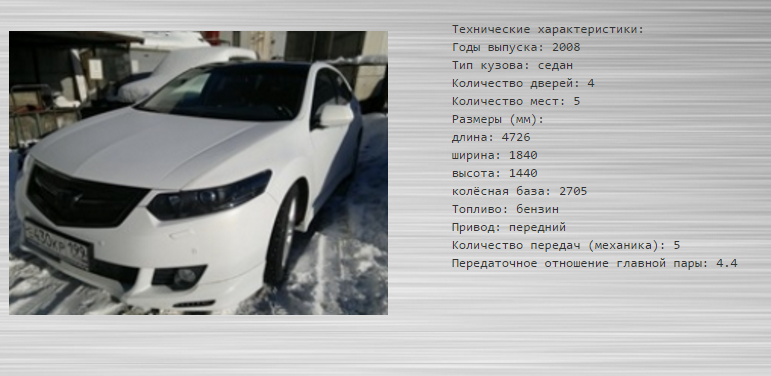 Технические характеристики:
Годы выпуска: 2008
Тип кузова: седан
Количество дверей: 4
Количество мест: 5
Размеры (мм):
длина: 4726
ширина: 1840
высота: 1440
колёсная база: 2705
Топливо: бензин
Привод: передний
Количество передач (механика): 5
Передаточное отношение главной пары: 4.4